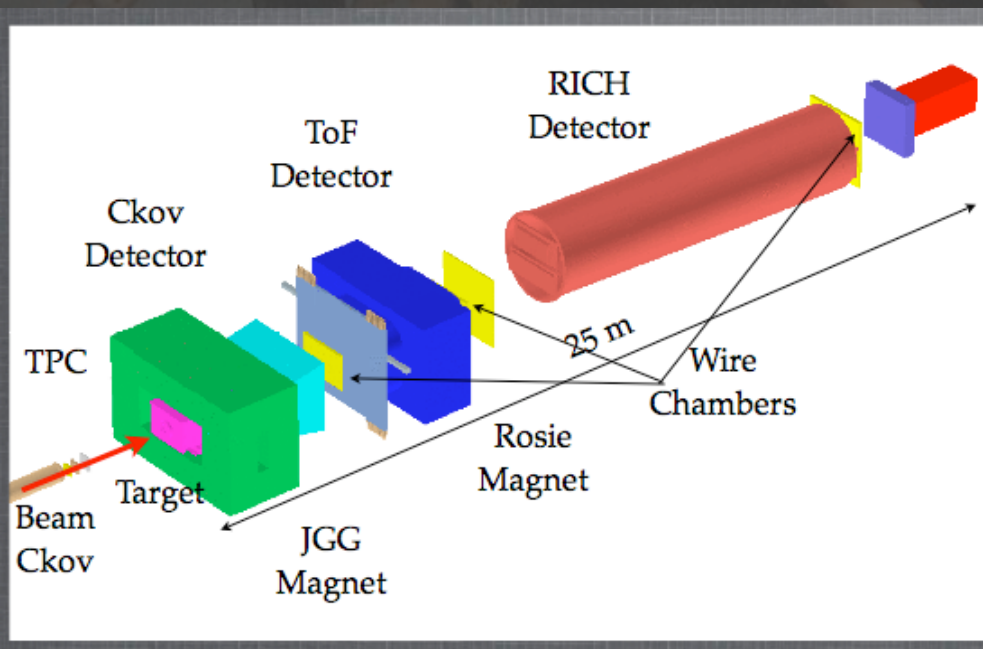 RICH
Detector
ToF
Detector
Ckov
Detector
TPC
25 m
Wire
Chambers
Rosie
Magnet
Target
Beam
Ckov
JGG
Magnet